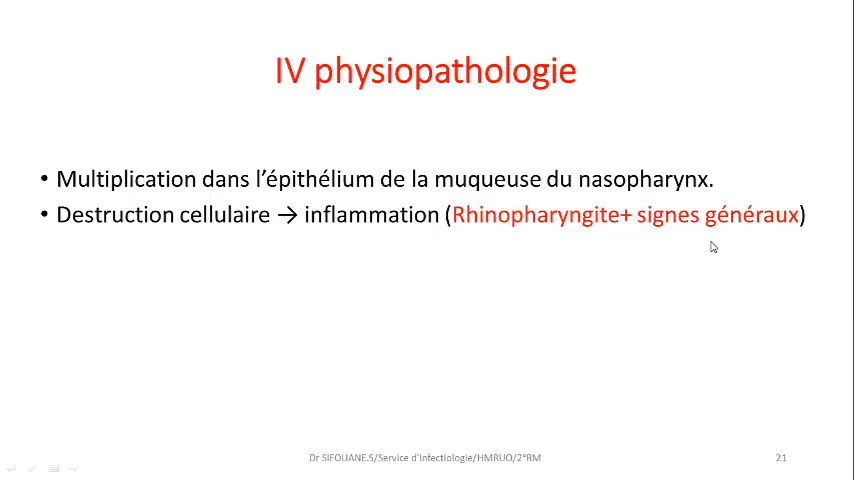 IV physiopathologie
• Multiplication dans l’épithélium de la muqueuse du nasopharynx.
• Destruction cellulaire → inflammation (Rhinopharyngite+ signes généraux)
Dr SIFOUANE.S/Service d'infectiologie/HMRUO/2°RM
21